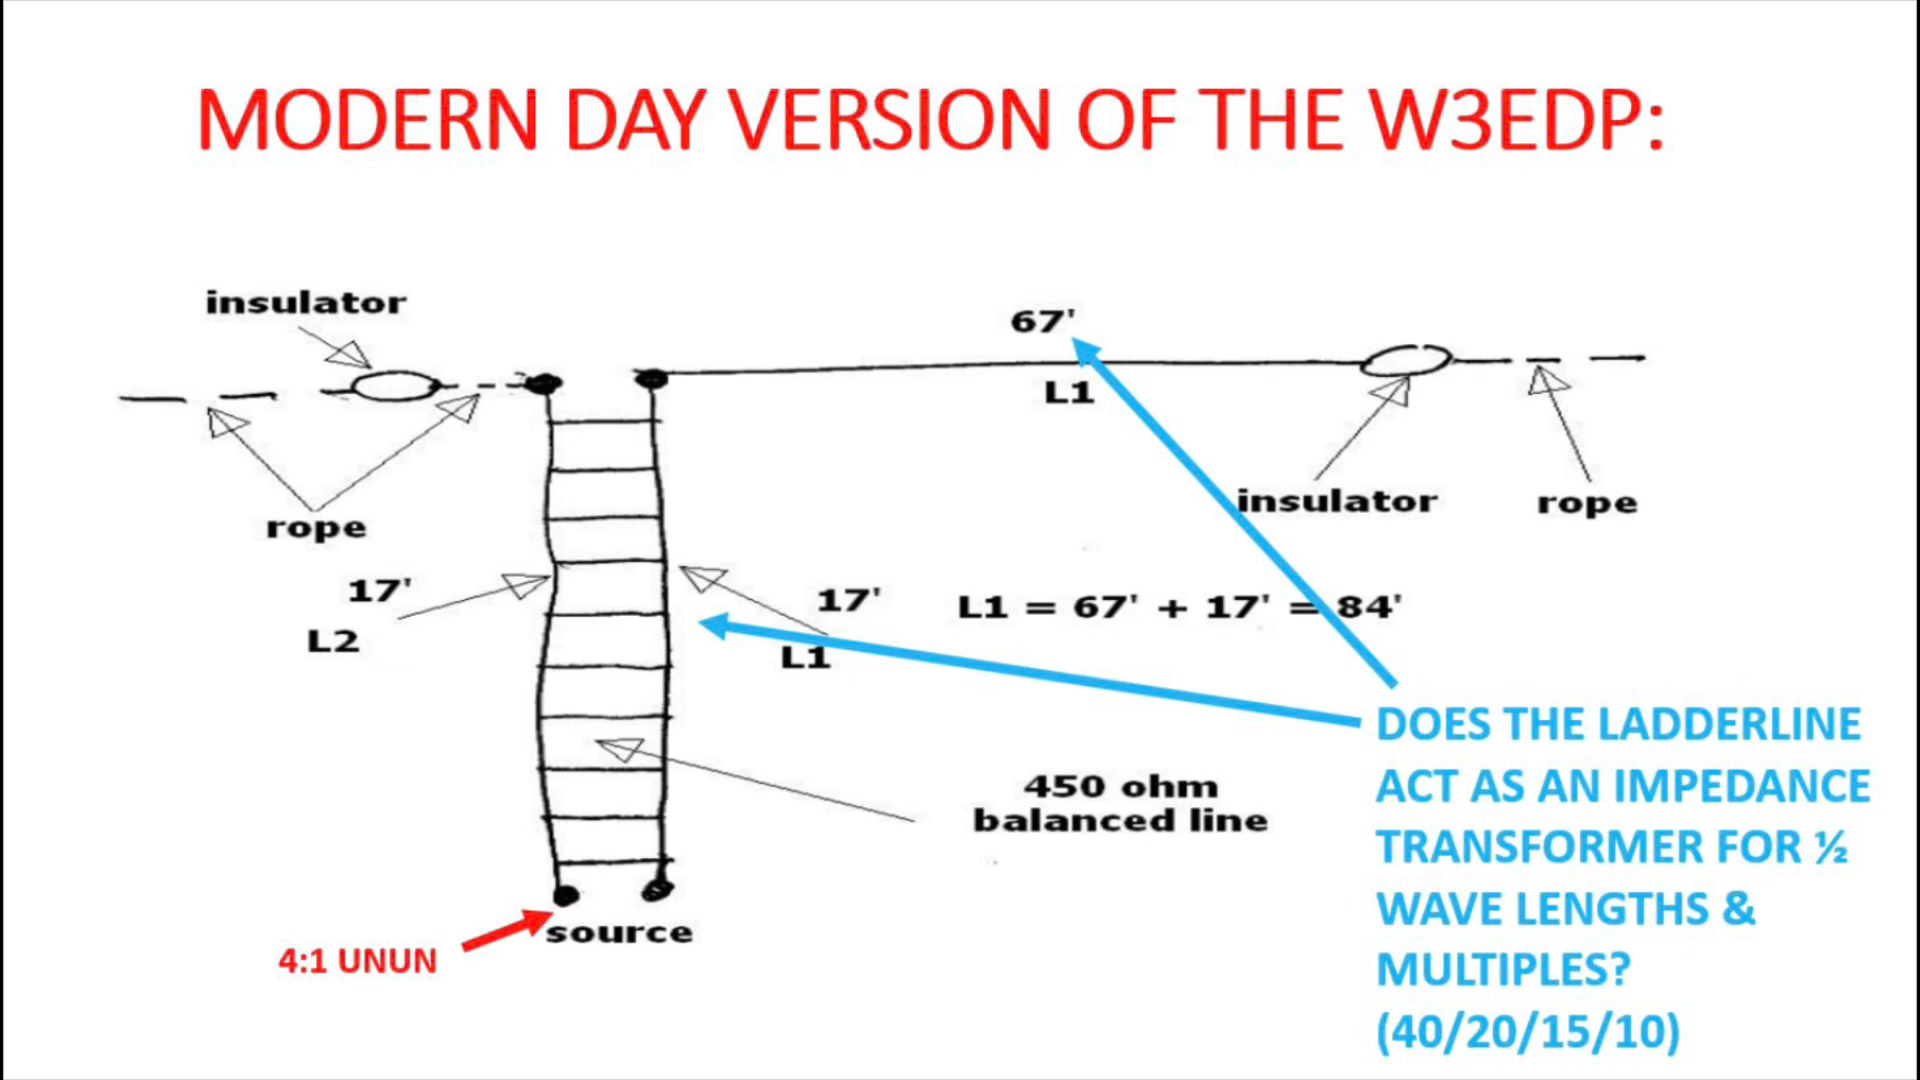 MODERN DAY VERSION OF THE W3EDP:
insulator
67'
L1
insulator
rope
rope
17'
L2
17'
L1
L1 = 67' + 17' = 84'
450 ohm
balanced line
source
4:1 UNUN
DOES THE LADDERLINE
ACT AS AN IMPEDANCE
TRANSFORMER FOR ½
WAVE LENGTHS &
MULTIPLES?
(40/20/15/10)